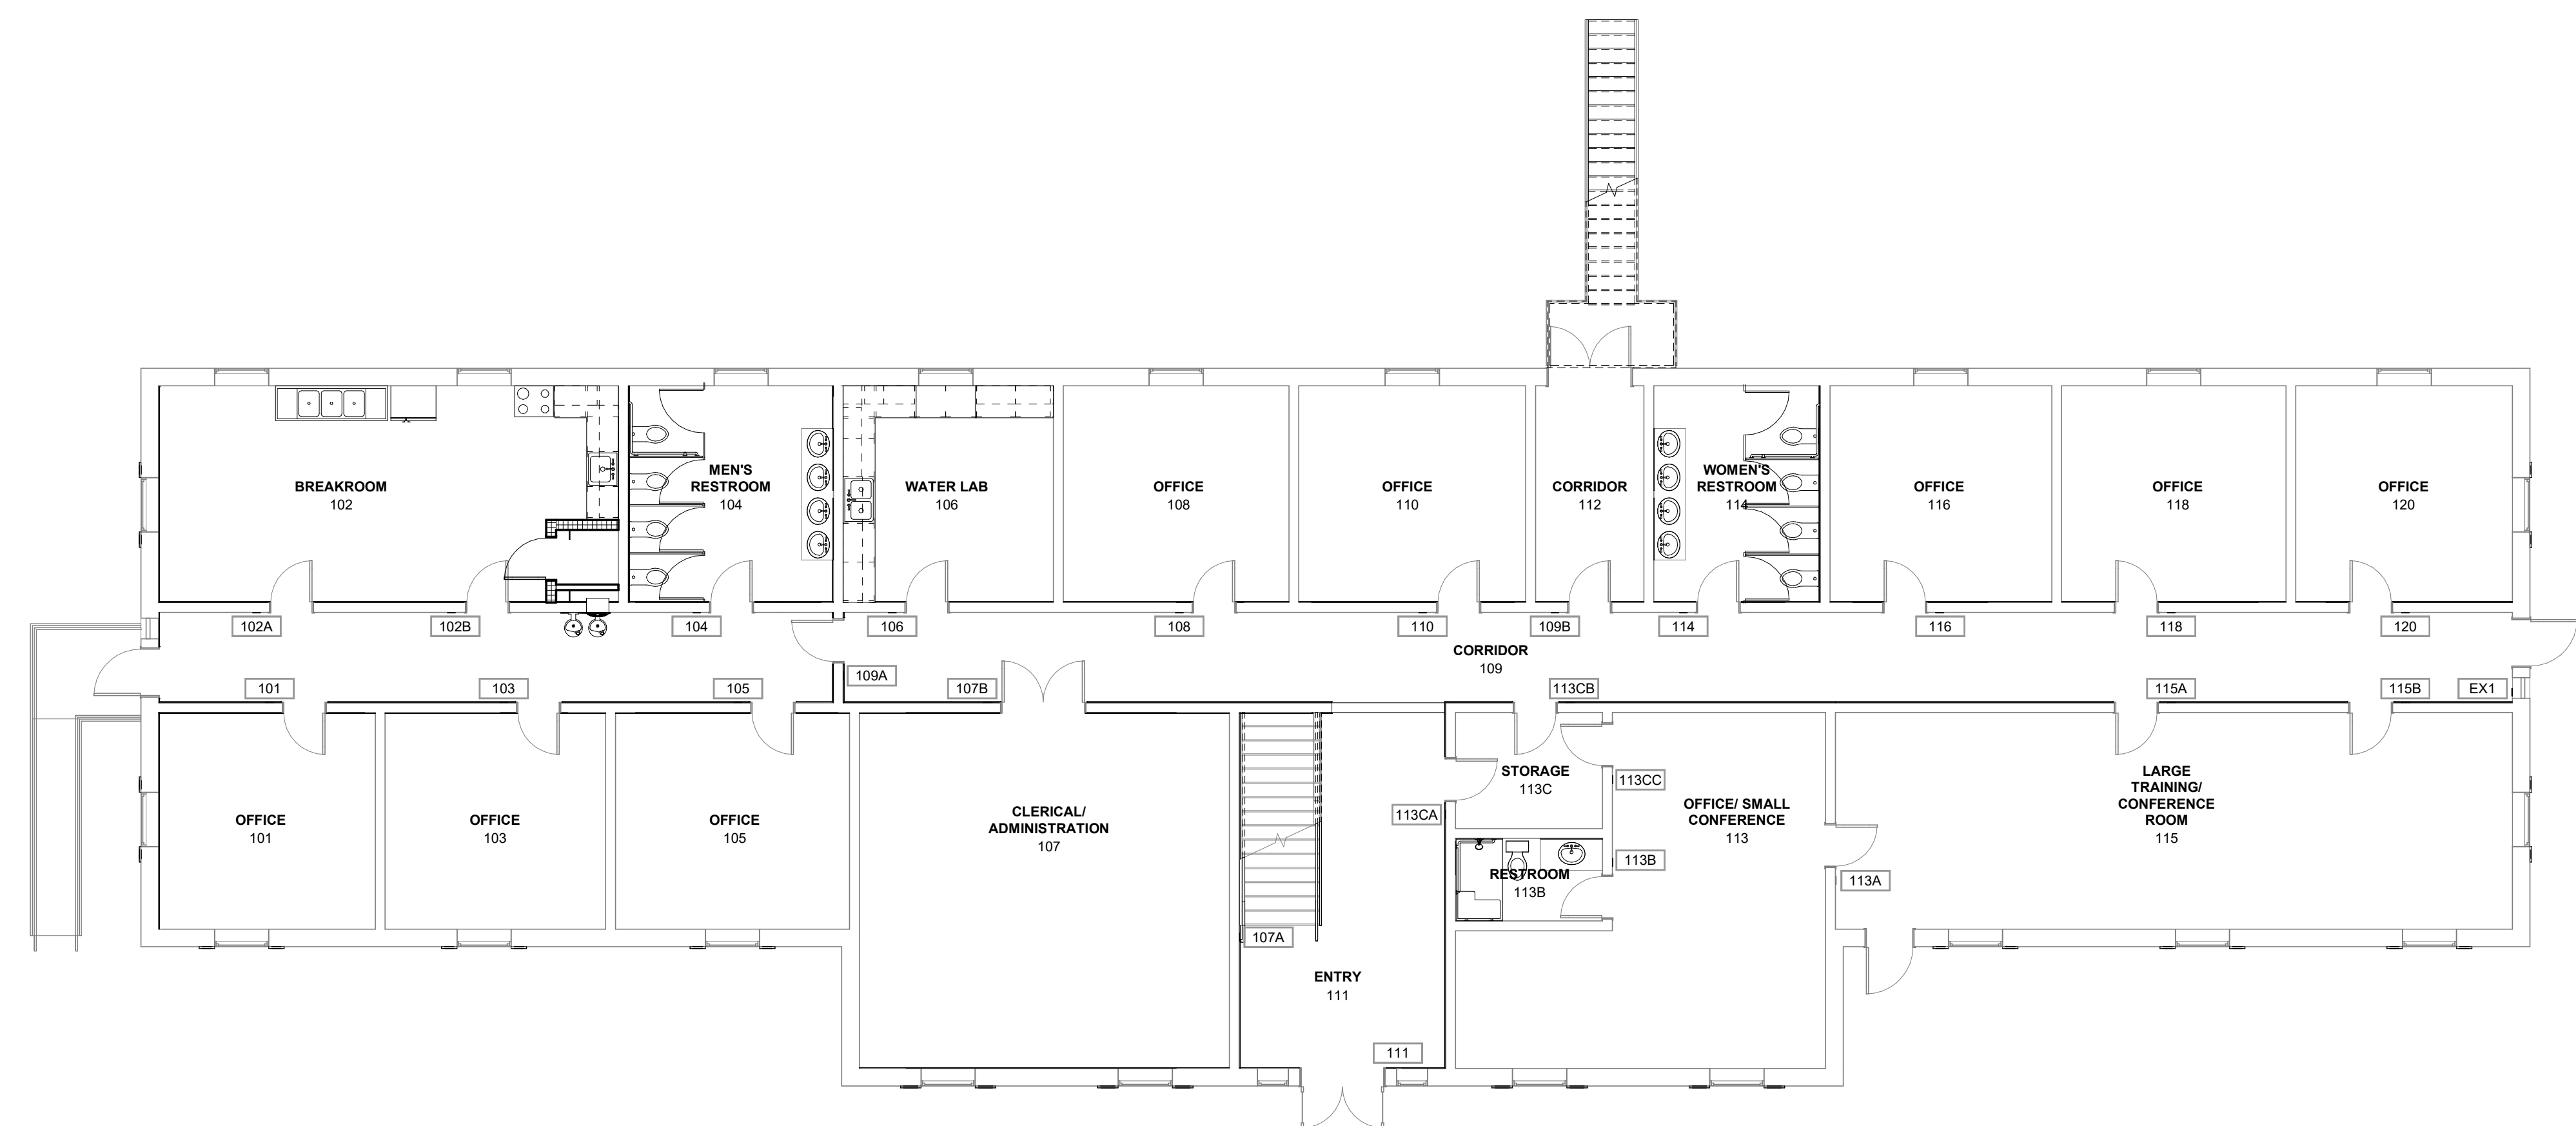 BREAKROOM
102
MEN'S
RESTROOM
104
WATER LAB
106
OFFICE
108
OFFICE
110
CORRIDOR
112
WOMEN'S
RESTROOM
114
OFFICE
116
OFFICE
118
OFFICE
120
102A
102B
104
106
108
110
109B
114
116
118
120
CORRIDOR
109
109A
101
103
105
107B
113CB
115A
115B
EX1
OFFICE
101
OFFICE
103
OFFICE
105
CLERICAL/
ADMINISTRATION
107
STORAGE
113C
113CC
113CA
OFFICE/ SMALL
CONFERENCE
113
LARGE
TRAINING/
CONFERENCE
ROOM
115
113B
RESTROOM
113B
113A
107A
ENTRY
111
111